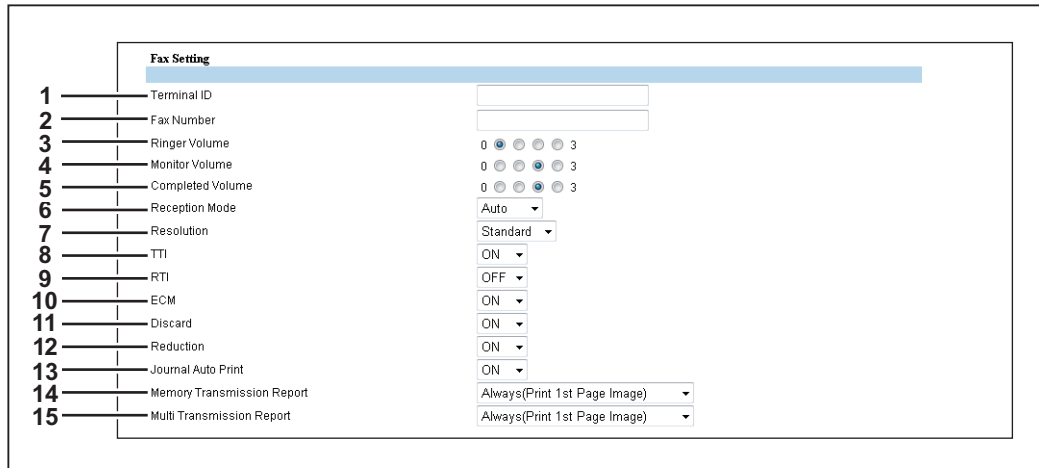 Fax Setting
1 Terminal ID
2 Fax Number
3 Ringer Volume 0 3
4 Monitor Volume 0 3
5 Completed Volume 0 3
6 Reception Mode Auto
7 Resolution Standard
8 TTI ON
9 RTI OFF
10 ECM ON
11 Discard ON
12 Reduction ON
13 Journal Auto Print ON
14 Memory Transmission Report Always(Print 1st Page Image)
15 Multi Transmission Report Always(Print 1st Page Image)